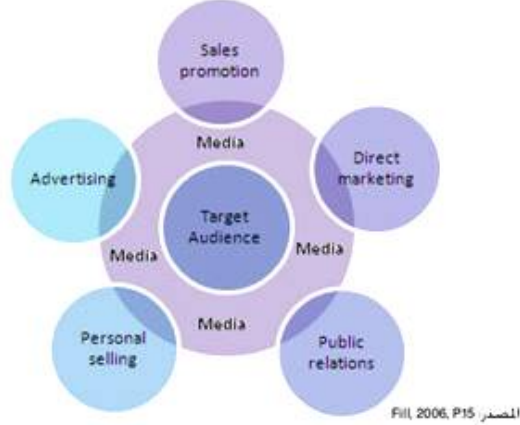 Sales
promotion
Media
Advertising
Direct
marketing
Target
Audience
Media
Media
Media
Personal
selling
Public
relations
Fill, 2006, P15 المصدر: